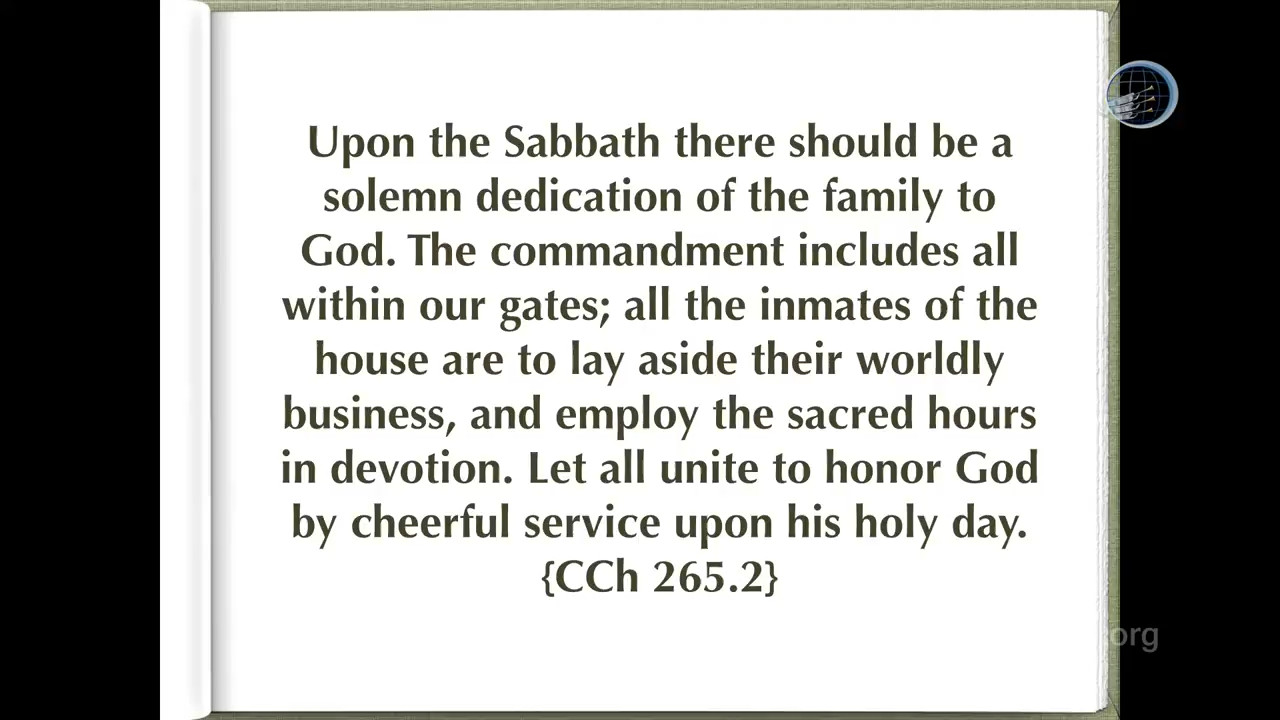 Upon the Sabbath there should be a
solemn dedication of the family to
God. The commandment includes all
within our gates; all the inmates of the
house are to lay aside their worldly
business, and employ the sacred hours
in devotion. Let all unite to honor God
by cheerful service upon his holy day.
{CCh 265.2}
.org